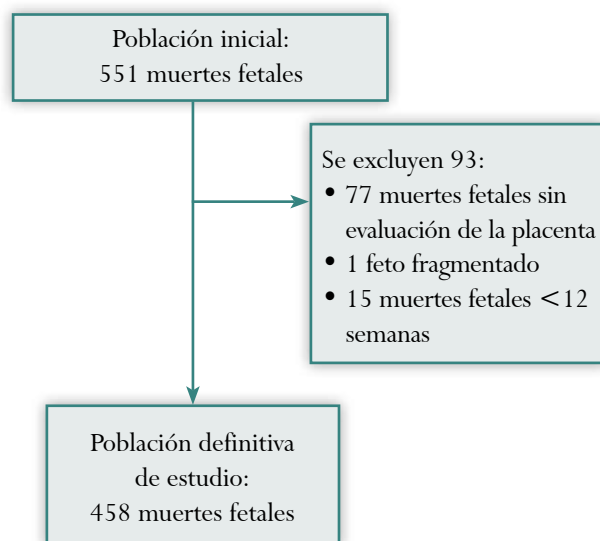 Población inicial:
551 muertes fetales
Se excluyen 93:
• 77 muertes fetales sin
evaluación de la placenta
• 1 feto fragmentado
• 15 muertes fetales <12
semanas
Población definitiva
de estudio:
458 muertes fetales